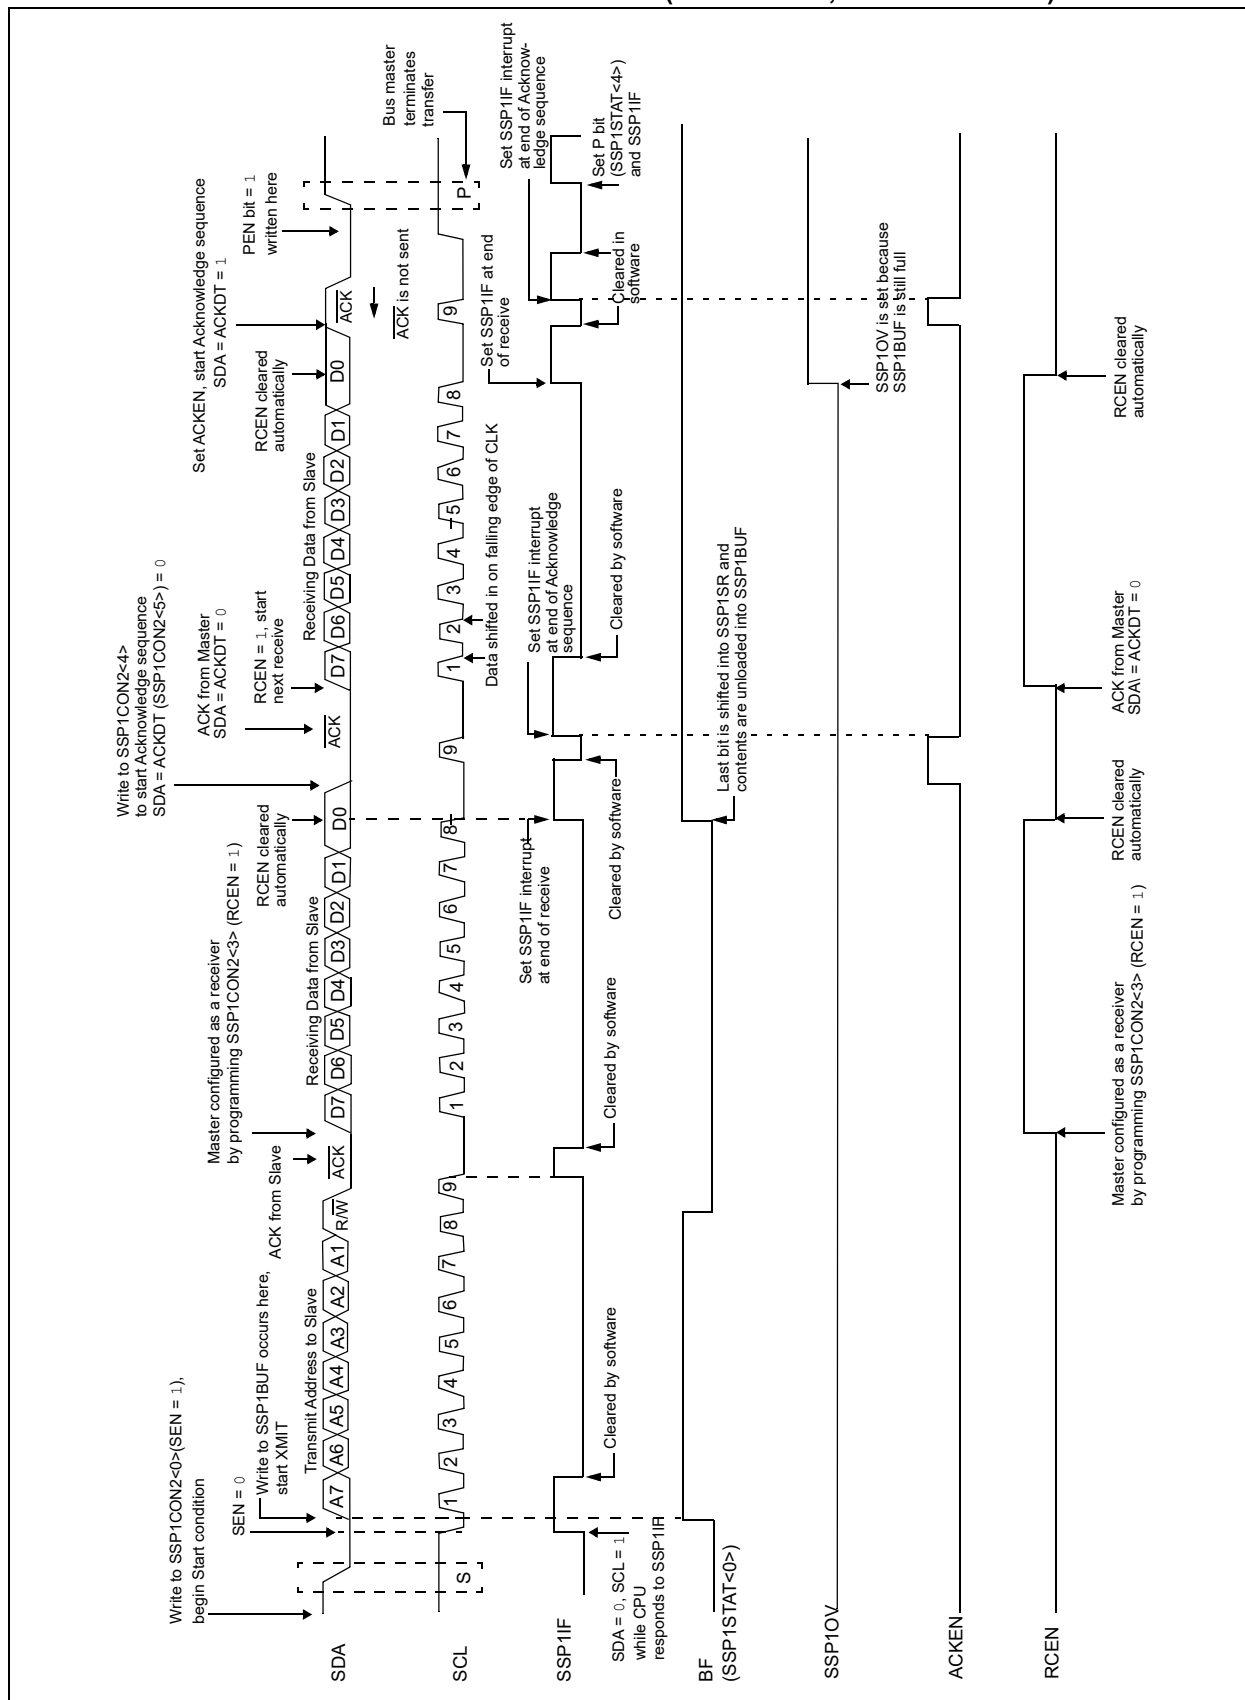 Write to SSP1CON2<0>(SEN = 1),
begin Start condition
SEN = 0
Write to SSP1BUF occurs here,
start XMIT
ACK from Slave
Master configured as a receiver
by programming SSP1CON2<3> (RCEN = 1)
RCEN cleared
automatically
Write to SSP1CON2<4>
to start Acknowledge sequence
SDA = ACKDT (SSP1CON2<5>) = 0
ACK from Master
SDA = ACKDT = 0
RCEN = 1, start
next receive
RCEN cleared
automatically
Set ACKEN, start Acknowledge sequence
SDA = ACKDT = 1
PEN bit = 1
written here
Transmit Address to Slave
Receiving Data from Slave
Receiving Data from Slave
SDA
A7 A6 A5 A4 A3 A2 A1 R/W ACK D7 D6 D5 D4 D3 D2 D1 D0 ACK D7 D6 D5 D4 D3 D2 D1 D0 ACK
ACK is not sent
Bus master
terminates
transfer
SCL
S 1 2 3 4 5 6 7 8 9 1 2 3 4 5 6 7 8 9 1 2 3 4 5 6 7 8 9 P
Data shifted in on falling edge of CLK
Set SSP1IF interrupt
at end of receive
Set SSP1IF interrupt
at end of Acknowledge
sequence
Set SSP1IF at end
of receive
Set SSP1IF interrupt
at end of Acknow-
ledge sequence
SSP1IF
SDA = 0, SCL = 1
while CPU
responds to SSP1IF
Cleared by software
Cleared by software
Cleared by software
Cleared by software
Cleared in
software
Set P bit
(SSP1STAT<4>)
and SSP1IF
BF
(SSP1STAT<0>)
Last bit is shifted into SSP1SR and
contents are unloaded into SSP1BUF
SSP1OV
SSP1OV is set because
SSP1BUF is still full
ACKEN
RCEN
Master configured as a receiver
by programming SSP1CON2<3> (RCEN = 1)
RCEN cleared
automatically
ACK from Master
SDA\ = ACKDT = 0
RCEN cleared
automatically